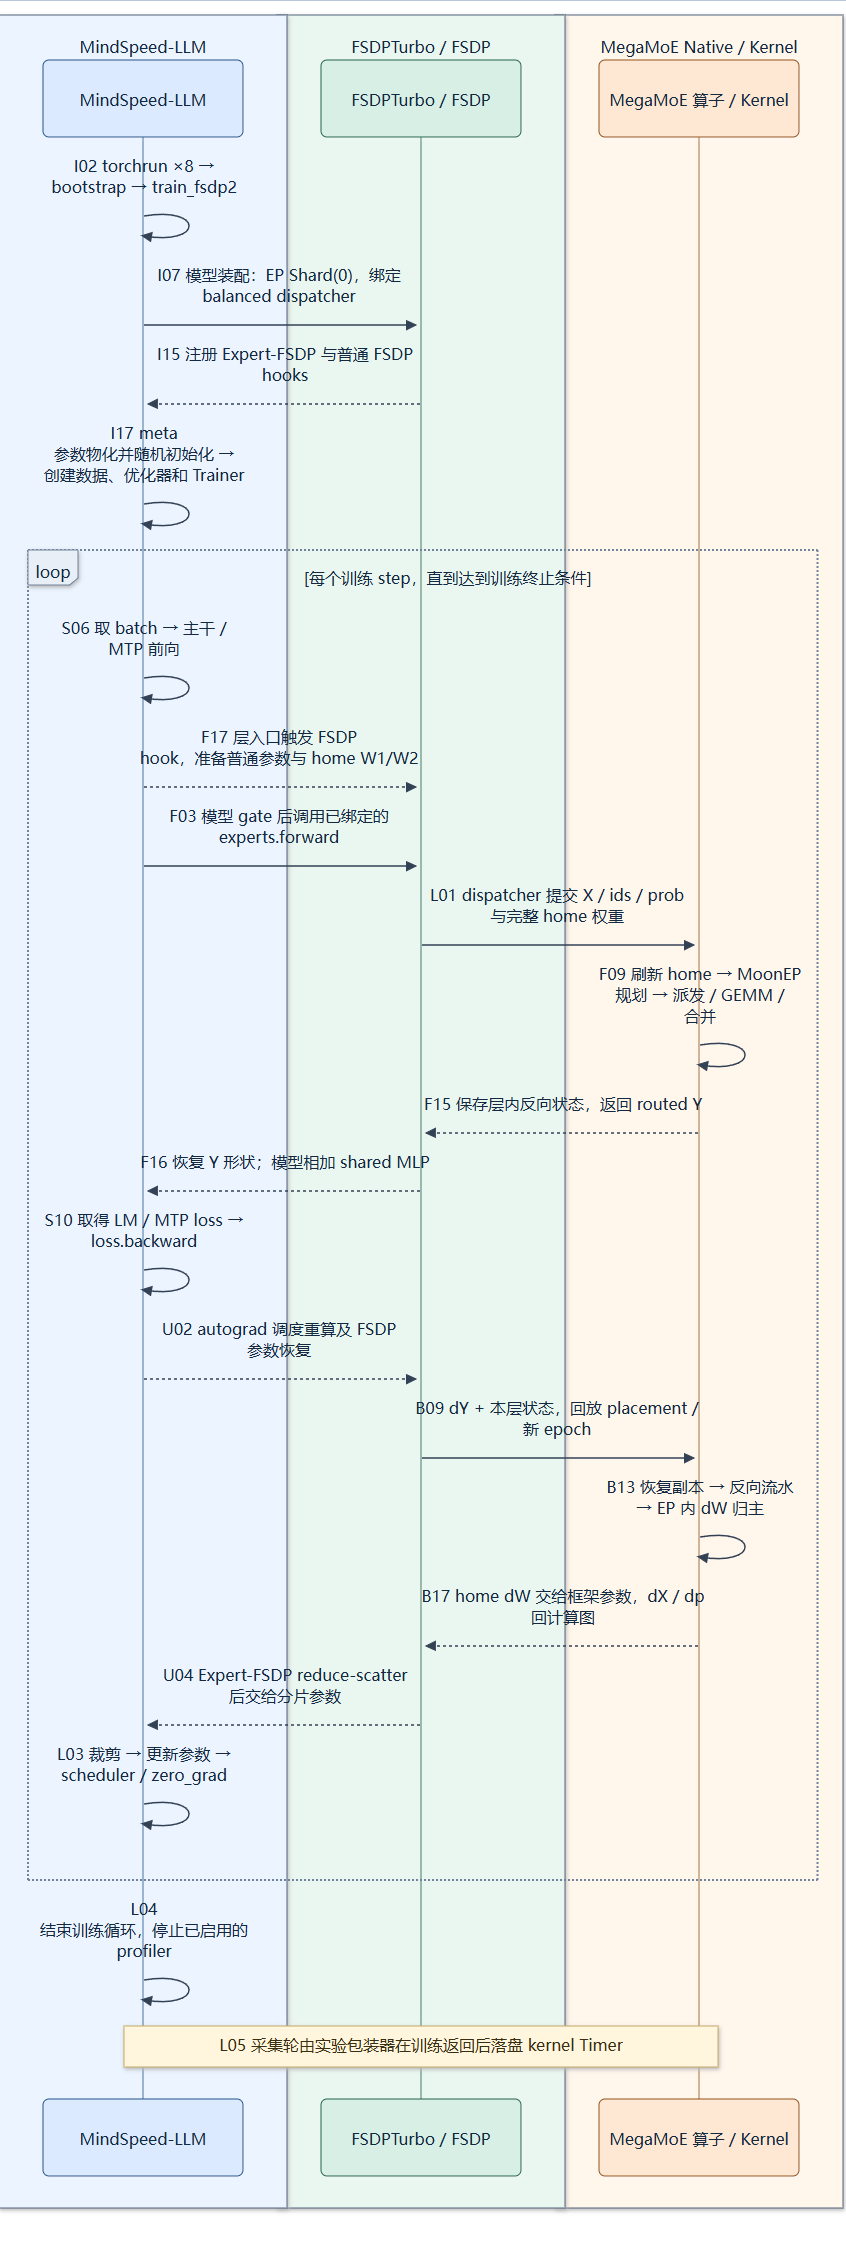 MindSpeed-LLM
FSDPTurbo / FSDP
MegaMoE Native / Kernel
MindSpeed-LLM
FSDPTurbo / FSDP
MegaMoE 算子 / Kernel
I02 torchrun ×8 →
bootstrap → train_fsdp2
I07 模型装配：EP Shard(0)，绑定
balanced dispatcher
I15 注册 Expert-FSDP 与普通 FSDP
hooks
I17 meta
参数物化并随机初始化 →
创建数据、优化器和 Trainer
loop
[每个训练 step，直到达到训练终止条件]
S06 取 batch → 主干 /
MTP 前向
F17 层入口触发 FSDP
hook，准备普通参数与 home W1/W2
F03 模型 gate 后调用已绑定的
experts.forward
L01 dispatcher 提交 X / ids / prob
与完整 home 权重
F09 刷新 home → MoonEP
规划 → 派发 / GEMM /
合并
F15 保存层内反向状态，返回 routed Y
F16 恢复 Y 形状；模型相加 shared MLP
S10 取得 LM / MTP loss →
loss.backward
U02 autograd 调度重算及 FSDP
参数恢复
B09 dY + 本层状态，回放 placement /
新 epoch
B13 恢复副本 → 反向流水
→ EP 内 dW 归主
B17 home dW 交给框架参数，dX / dp
回计算图
U04 Expert-FSDP reduce-scatter
后交给分片参数
L03 裁剪 → 更新参数 →
scheduler / zero_grad
L04
结束训练循环，停止已启用的
profiler
L05 采集轮由实验包装器在训练返回后落盘 kernel Timer
MindSpeed-LLM
FSDPTurbo / FSDP
MegaMoE 算子 / Kernel